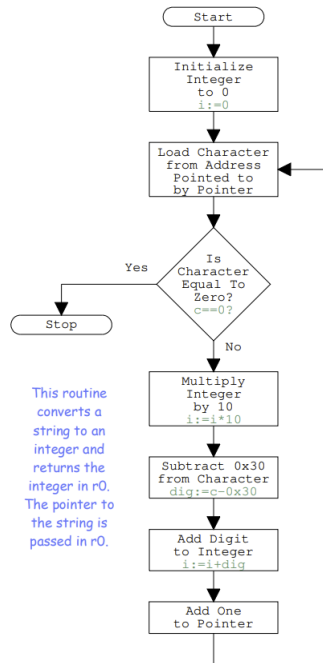 Start
Initialize
Integer
to 0
i:=0
Load Character
from Address
Pointed to
by Pointer
Is
Character
Equal To
Zero?
c==0?
Yes
Stop
No
Multiply
Integer
by 10
i:=i*10
Subtract 0x30
from Character
dig:=c-0x30
Add Digit
to Integer
i:=i+dig
Add One
to Pointer
This routine
converts a
string to an
integer and
returns the
integer in r0.
The pointer to
the string is
passed in r0.